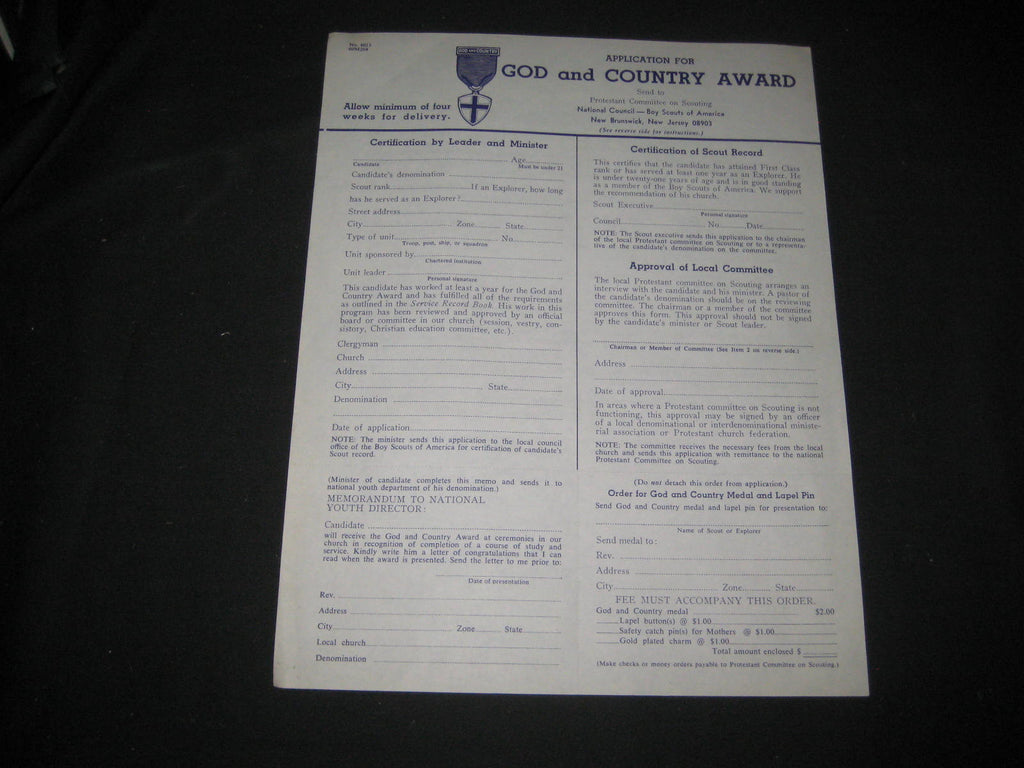 GOD AND COUNTRY
APPLICATION FOR
GOD and COUNTRY AWARD
Send to
Protestant Committee on Scouting
National Council — Boy Scouts of America
New Brunswick, New Jersey 08903
(See reverse side for instructions.)
Allow minimum of four
weeks for delivery.
Certification by Leader and Minister
Age
Candidate Must be under 21
Candidate's denomination
Scout rank If an Explorer, how long
has he served as an Explorer?
Street address
City Zone State
Type of unit No.
Troop, post, ship, or squadron
Unit sponsored by
Chartered institution
Unit leader
Personal signature
This candidate has worked at least a year for the God and
Country Award and has fulfilled all of the requirements
as outlined in the Service Record Book. His work in this
program has been reviewed and approved by an official
board or committee in our church (session, vestry, con-
sistory, Christian education committee, etc.).
Clergyman
Church
Address
City State
Denomination
Date of application
NOTE: The minister sends this application to the local council
office of the Boy Scouts of America for certification of candidate's
Scout record.
(Minister of candidate completes this memo and sends it to
national youth department of his denomination.)
MEMORANDUM TO NATIONAL
YOUTH DIRECTOR:
Candidate
will receive the God and Country Award at ceremonies in our
church in recognition of completion of a course of study and
service. Kindly write him a letter of congratulations that I can
read when the award is presented. Send the letter to me prior to:
Date of presentation
Rev.
Address
City Zone State
Local church
Denomination
Certification of Scout Record
This certifies that the candidate has attained First Class
rank or has served at least one year as an Explorer. He
is under twenty-one years of age and is in good standing
as a member of the Boy Scouts of America. We support
the recommendation of his church.
Scout Executive
Personal signature
Council No. Date
NOTE: The Scout executive sends this application to the chairman
of the local Protestant committee on Scouting or to a representa-
tive of the candidate's denomination on the committee.
Approval of Local Committee
The local Protestant committee on Scouting arranges an
interview with the candidate and his minister. A pastor of
the candidate's denomination should be on the reviewing
committee. The chairman or a member of the committee
approves this form. This approval should not be signed
by the candidate's minister or Scout leader.
Chairman or Member of Committee (See Item 2 on reverse side.)
Address
Date of approval
In areas where a Protestant committee on Scouting is not
functioning, this approval may be signed by an officer
of a local denominational or interdenominational ministe-
rial association or Protestant church federation.
NOTE: The committee receives the necessary fees from the local
church and sends this application with remittance to the national
Protestant Committee on Scouting.
(Do not detach this order from application.)
Order for God and Country Medal and Lapel Pin
Send God and Country medal and lapel pin for presentation to:
Name of Scout or Explorer
Send medal to:
Rev.
Address
City Zone State
FEE MUST ACCOMPANY THIS ORDER.
God and Country medal $2.00
Lapel button(s) @ $1.00
Safety catch pin(s) for Mothers @ $1.00
Gold plated charm @ $1.00
Total amount enclosed $
(Make checks or money orders payable to Protestant Committee on Scouting.)